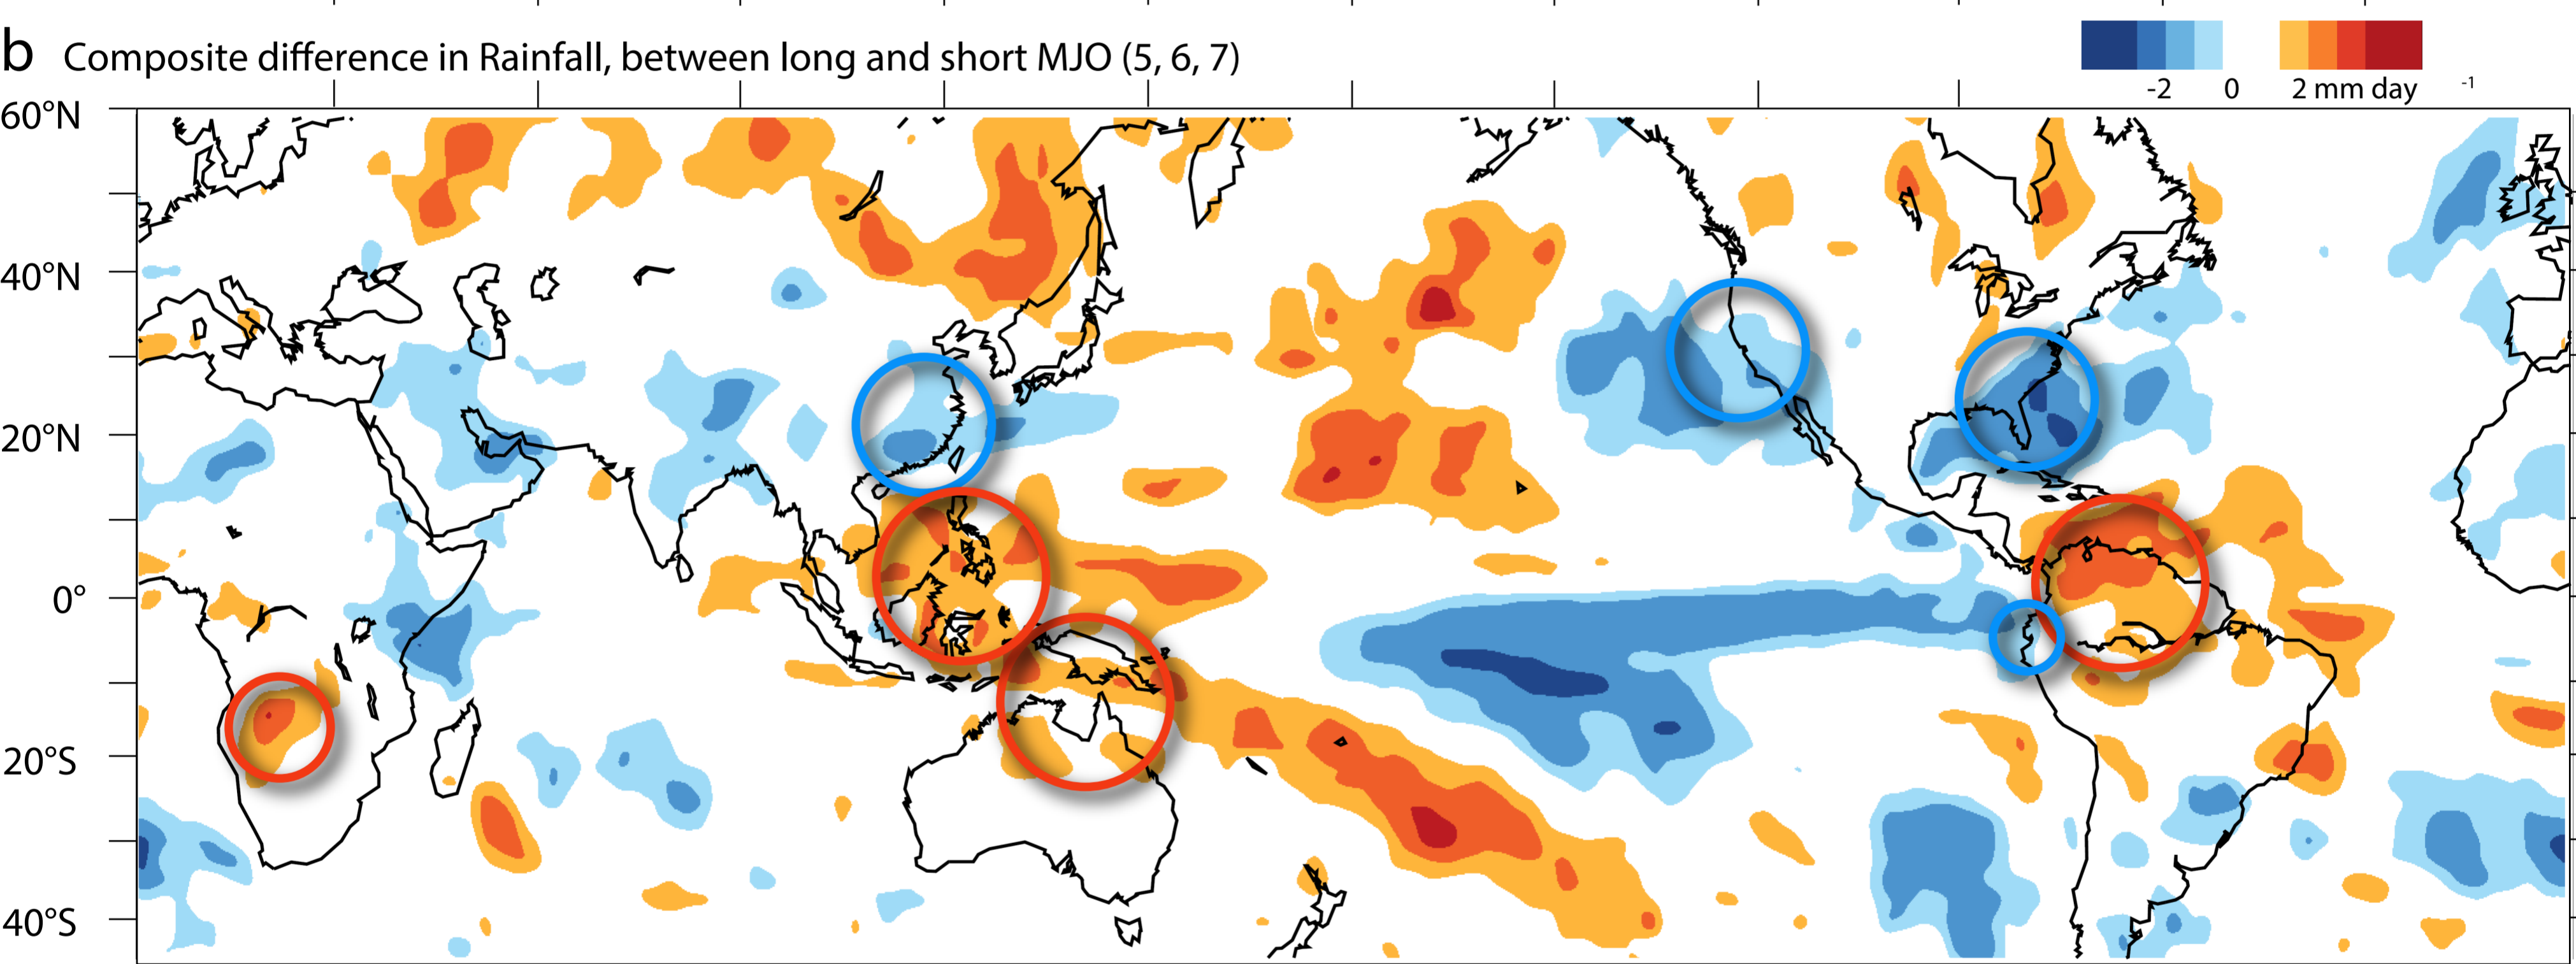 b Composite difference in Rainfall, between long and short MJO (5, 6, 7)
-2 0 2 mm day -1
60°N
40°N
20°N
0°
20°S
40°S